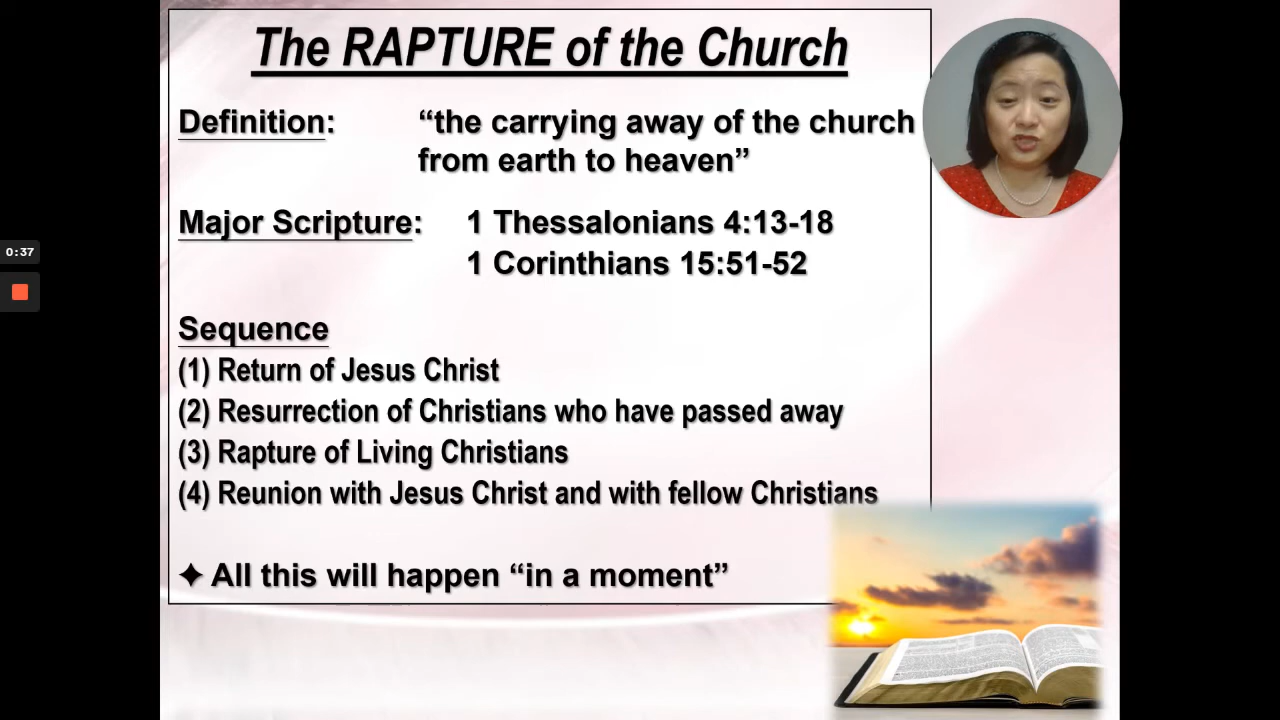 The RAPTURE of the Church
Definition: “the carrying away of the church
from earth to heaven”
Major Scripture: 1 Thessalonians 4:13-18
1 Corinthians 15:51-52
0:37
Sequence
(1) Return of Jesus Christ
(2) Resurrection of Christians who have passed away
(3) Rapture of Living Christians
(4) Reunion with Jesus Christ and with fellow Christians
✦ All this will happen “in a moment”